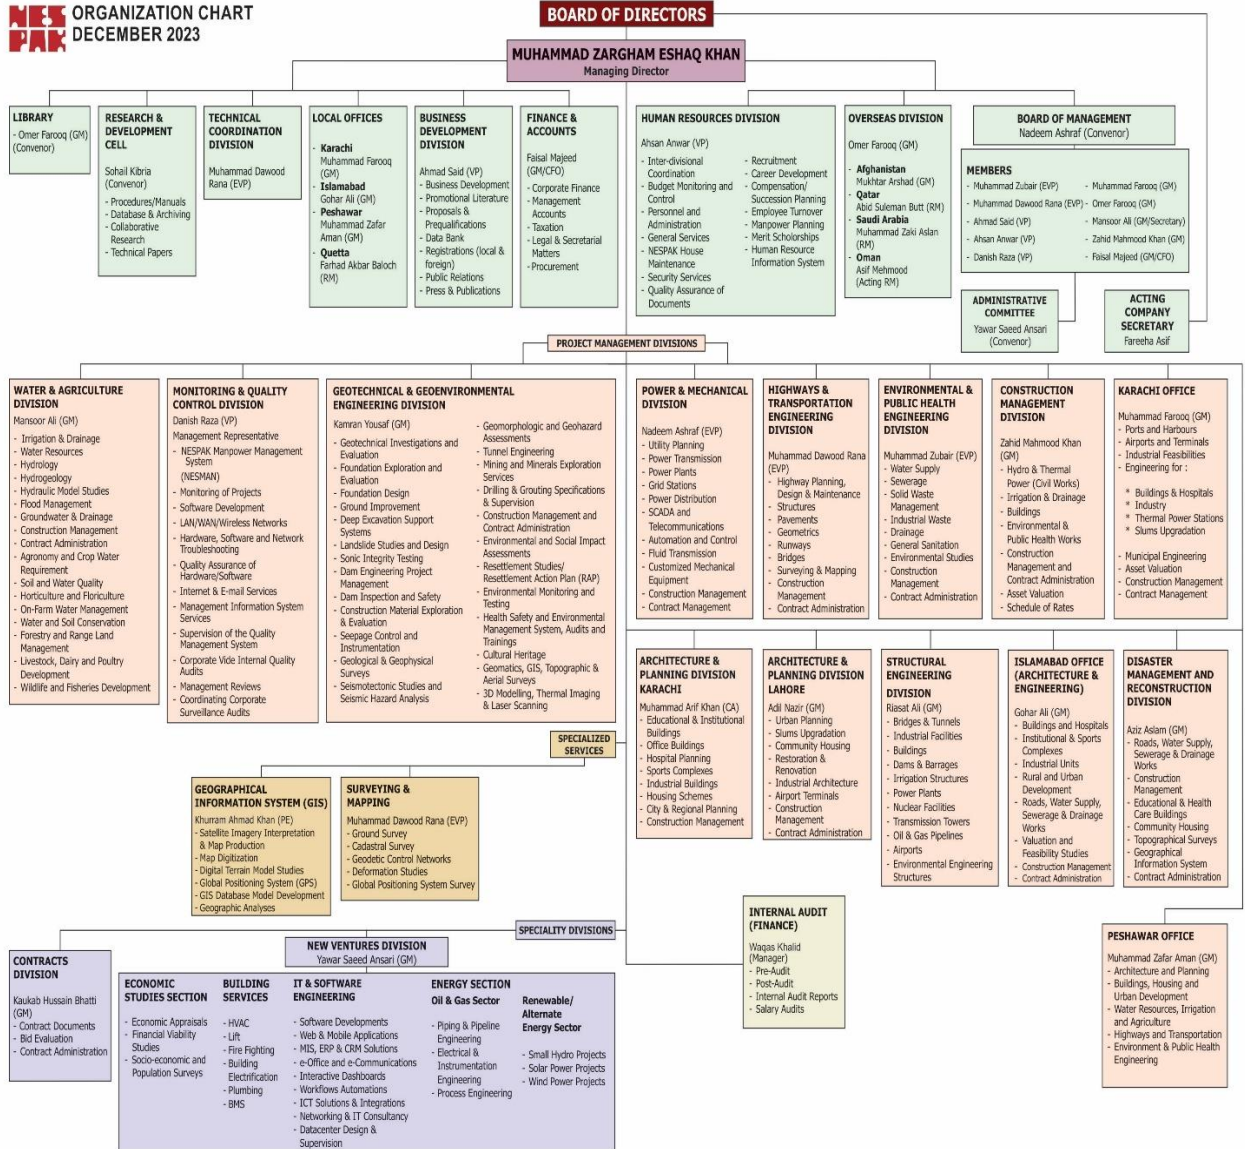 NES
PAK
ORGANIZATION CHART
DECEMBER 2023
BOARD OF DIRECTORS
MUHAMMAD ZARGHAM ESHAQ KHAN
Managing Director
LIBRARY
- Omer Farooq (GM)
(Convenor)
RESEARCH &
DEVELOPMENT
CELL
Sohail Kibria
(Convenor)
- Procedures/Manuals
- Database & Archiving
- Collaborative
Research
- Technical Papers
TECHNICAL
COORDINATION
DIVISION
Muhammad Dawood
Rana (EVP)
LOCAL OFFICES
- Karachi
Muhammad Farooq
(GM)
- Islamabad
Gohar Ali (GM)
- Peshawar
Muhammad Zafar
Aman (GM)
- Quetta
Farhad Akbar Baloch
(RM)
BUSINESS
DEVELOPMENT
DIVISION
Ahmad Said (VP)
- Business Development
- Promotional Literature
- Proposals &
Prequalifications
- Data Bank
- Registrations (local &
foreign)
- Public Relations
- Press & Publications
FINANCE &
ACCOUNTS
Faisal Majeed
(GM/CFO)
- Corporate Finance
- Management
Accounts
- Taxation
- Legal & Secretarial
Matters
- Procurement
HUMAN RESOURCES DIVISION
Ahsan Anwar (VP)
- Inter-divisional
Coordination
- Budget Monitoring and
Control
- Personnel and
Administration
- General Services
- NESPAK House
Maintenance
- Security Services
- Quality Assurance of
Documents
- Recruitment
- Career Development
- Compensation/
Succession Planning
- Employee Turnover
- Manpower Planning
- Merit Scholorships
- Human Resource
Information System
OVERSEAS DIVISION
Omer Farooq (GM)
- Afghanistan
Mukhtar Arshad (GM)
- Qatar
Abid Suleman Butt (RM)
- Saudi Arabia
Muhammad Zaki Aslan
(RM)
- Oman
Asif Mehmood
(Acting RM)
BOARD OF MANAGEMENT
Nadeem Ashraf (Convenor)
MEMBERS
- Muhammad Zubair (EVP)
- Muhammad Dawood Rana (EVP)
- Ahmad Said (VP)
- Ahsan Anwar (VP)
- Danish Raza (VP)
- Muhammad Farooq (GM)
- Omer Farooq (GM)
- Mansoor Ali (GM/Secretary)
- Zahid Mahmood Khan (GM)
- Faisal Majeed (GM/CFO)
ADMINISTRATIVE
COMMITTEE
Yawar Saeed Ansari
(Convenor)
ACTING
COMPANY
SECRETARY
Fareeha Asif
PROJECT MANAGEMENT DIVISIONS
WATER & AGRICULTURE
DIVISION
Mansoor Ali (GM)
- Irrigation & Drainage
- Water Resources
- Hydrology
- Hydrogeology
- Hydraulic Model Studies
- Flood Management
- Groundwater & Drainage
- Construction Management
- Contract Administration
- Agronomy and Crop Water
Requirement
- Soil and Water Quality
- Horticulture and Floriculture
- On-Farm Water Management
- Water and Soil Conservation
- Forestry and Range Land
Management
- Livestock, Dairy and Poultry
Development
- Wildlife and Fisheries Development
MONITORING & QUALITY
CONTROL DIVISION
Danish Raza (VP)
Management Representative
- NESPAK Manpower Management
System
(NESMAN)
- Monitoring of Projects
- Software Development
- LAN/WAN/Wireless Networks
- Hardware, Software and Network
Troubleshooting
- Quality Assurance of
Hardware/Software
- Internet & E-mail Services
- Management Information System
Services
- Supervision of the Quality
Management System
- Corporate Vide Internal Quality
Audits
- Management Reviews
- Coordinating Corporate
Surveillance Audits
GEOTECHNICAL & GEOENVIRONMENTAL
ENGINEERING DIVISION
Kamran Yousaf (GM)
- Geotechnical Investigations and
Evaluation
- Foundation Exploration and
Evaluation
- Foundation Design
- Ground Improvement
- Deep Excavation Support
Systems
- Landslide Studies and Design
- Sonic Integrity Testing
- Dam Engineering Project
Management
- Dam Inspection and Safety
- Construction Material Exploration
& Evaluation
- Seepage Control and
Instrumentation
- Geological & Geophysical
Surveys
- Seismotectonic Studies and
Seismic Hazard Analysis
- Geomorphologic and Geohazard
Assessments
- Tunnel Engineering
- Mining and Minerals Exploration
Services
- Drilling & Grouting Specifications
& Supervision
- Construction Management and
Contract Administration
- Environmental and Social Impact
Assessments
- Resettlement Studies/
Resettlement Action Plan (RAP)
- Environmental Monitoring and
Testing
- Health Safety and Environmental
Management System, Audits and
Trainings
- Cultural Heritage
- Geomatics, GIS, Topographic &
Aerial Surveys
- 3D Modelling, Thermal Imaging
& Laser Scanning
POWER & MECHANICAL
DIVISION
Nadeem Ashraf (EVP)
- Utility Planning
- Power Transmission
- Power Plants
- Grid Stations
- Power Distribution
- SCADA and
Telecommunications
- Automation and Control
- Fluid Transmission
- Customized Mechanical
Equipment
- Construction Management
- Contract Management
HIGHWAYS &
TRANSPORTATION
ENGINEERING
DIVISION
Muhammad Dawood Rana
(EVP)
- Highway Planning,
Design & Maintenance
- Structures
- Pavements
- Geometrics
- Runways
- Bridges
- Surveying & Mapping
- Construction
Management
- Contract Administration
ENVIRONMENTAL &
PUBLIC HEALTH
ENGINEERING
DIVISION
Muhammad Zubair (EVP)
- Water Supply
- Sewerage
- Solid Waste
Management
- Industrial Waste
- Drainage
- General Sanitation
- Environmental Studies
- Construction
Management
- Contract Administration
CONSTRUCTION
MANAGEMENT
DIVISION
Zahid Mahmood Khan
(GM)
- Hydro & Thermal
Power (Civil Works)
- Irrigation & Drainage
- Buildings
- Environmental &
Public Health Works
- Construction
Management and
Contract Administration
- Asset Valuation
- Schedule of Rates
KARACHI OFFICE
Muhammad Farooq (GM)
- Ports and Harbours
- Airports and Terminals
- Industrial Feasibilities
- Engineering for :
* Buildings & Hospitals
* Industry
* Thermal Power Stations
* Slums Upgradation
- Municipal Engineering
- Asset Valuation
- Construction Management
- Contract Management
ARCHITECTURE &
PLANNING DIVISION
KARACHI
Muhammad Arif Khan (CA)
- Educational & Institutional
Buildings
- Office Buildings
- Hospital Planning
- Sports Complexes
- Industrial Buildings
- Housing Schemes
- City & Regional Planning
- Construction Management
ARCHITECTURE &
PLANNING DIVISION
LAHORE
Adil Nazir (GM)
- Urban Planning
- Slums Upgradation
- Community Housing
- Restoration &
Renovation
- Industrial Architecture
- Airport Terminals
- Construction
Management
- Contract Administration
STRUCTURAL
ENGINEERING
DIVISION
Riasat Ali (GM)
- Bridges & Tunnels
- Industrial Facilities
- Buildings
- Dams & Barrages
- Irrigation Structures
- Power Plants
- Nuclear Facilities
- Transmission Towers
- Oil & Gas Pipelines
- Airports
- Environmental Engineering
Structures
ISLAMABAD OFFICE
(ARCHITECTURE &
ENGINEERING)
Gohar Ali (GM)
- Buildings and Hospitals
- Institutional & Sports
Complexes
- Industrial Units
- Rural and Urban
Development
- Roads, Water Supply,
Sewerage & Drainage
Works
- Valuation and
Feasibility Studies
- Construction Management
- Contract Administration
DISASTER
MANAGEMENT AND
RECONSTRUCTION
DIVISION
Aziz Aslam (GM)
- Roads, Water Supply,
Sewerage & Drainage
Works
- Construction
Management
- Educational & Health
Care Buildings
- Community Housing
- Topographical Surveys
- Geographical
Information System
- Contract Administration
SPECIALIZED
SERVICES
GEOGRAPHICAL
INFORMATION SYSTEM (GIS)
Khurram Ahmad Khan (PE)
- Satellite Imagery Interpretation
& Map Production
- Map Digitization
- Digital Terrain Model Studies
- Global Positioning System (GPS)
- GIS Database Model Development
- Geographic Analyses
SURVEYING &
MAPPING
Muhammad Dawood Rana (EVP)
- Ground Survey
- Cadastral Survey
- Geodetic Control Networks
- Deformation Studies
- Global Positioning System Survey
INTERNAL AUDIT
(FINANCE)
Waqas Khalid
(Manager)
- Pre-Audit
- Post-Audit
- Internal Audit Reports
- Salary Audits
PESHAWAR OFFICE
Muhammad Zafar Aman (GM)
- Architecture and Planning
- Buildings, Housing and
Urban Development
- Water Resources, Irrigation
and Agriculture
- Highways and Transportation
- Environment & Public Health
Engineering
SPECIALITY DIVISIONS
CONTRACTS
DIVISION
Kaukab Hussain Bhatti
(GM)
- Contract Documents
- Bid Evaluation
- Contract Administration
NEW VENTURES DIVISION
Yawar Saeed Ansari (GM)
ECONOMIC
STUDIES SECTION
- Economic Appraisals
- Financial Viability
Studies
- Socio-economic and
Population Surveys
BUILDING
SERVICES
- HVAC
- Lift
- Fire Fighting
- Building
Electrification
- Plumbing
- BMS
IT & SOFTWARE
ENGINEERING
- Software Developments
- Web & Mobile Applications
- MIS, ERP & CRM Solutions
- e-Office and e-Communications
- Interactive Dashboards
- Workflows Automations
- ICT Solutions & Integrations
- Networking & IT Consultancy
- Datacenter Design &
Supervision
ENERGY SECTION
Oil & Gas Sector
- Piping & Pipeline
Engineering
- Electrical &
Instrumentation
Engineering
- Process Engineering
Renewable/
Alternate
Energy Sector
- Small Hydro Projects
- Solar Power Projects
- Wind Power Projects